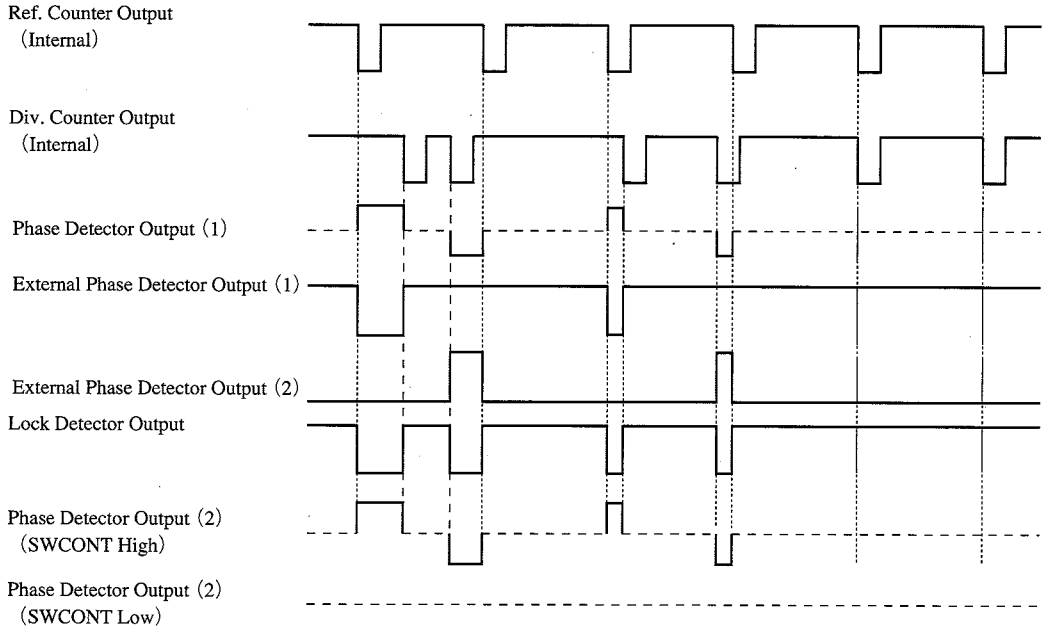 Ref. Counter Output
(Internal)
Div. Counter Output
(Internal)
Phase Detector Output (1)
External Phase Detector Output (1)
External Phase Detector Output (2)
Lock Detector Output
Phase Detector Output (2)
(SWCONT High)
Phase Detector Output (2)
(SWCONT Low)